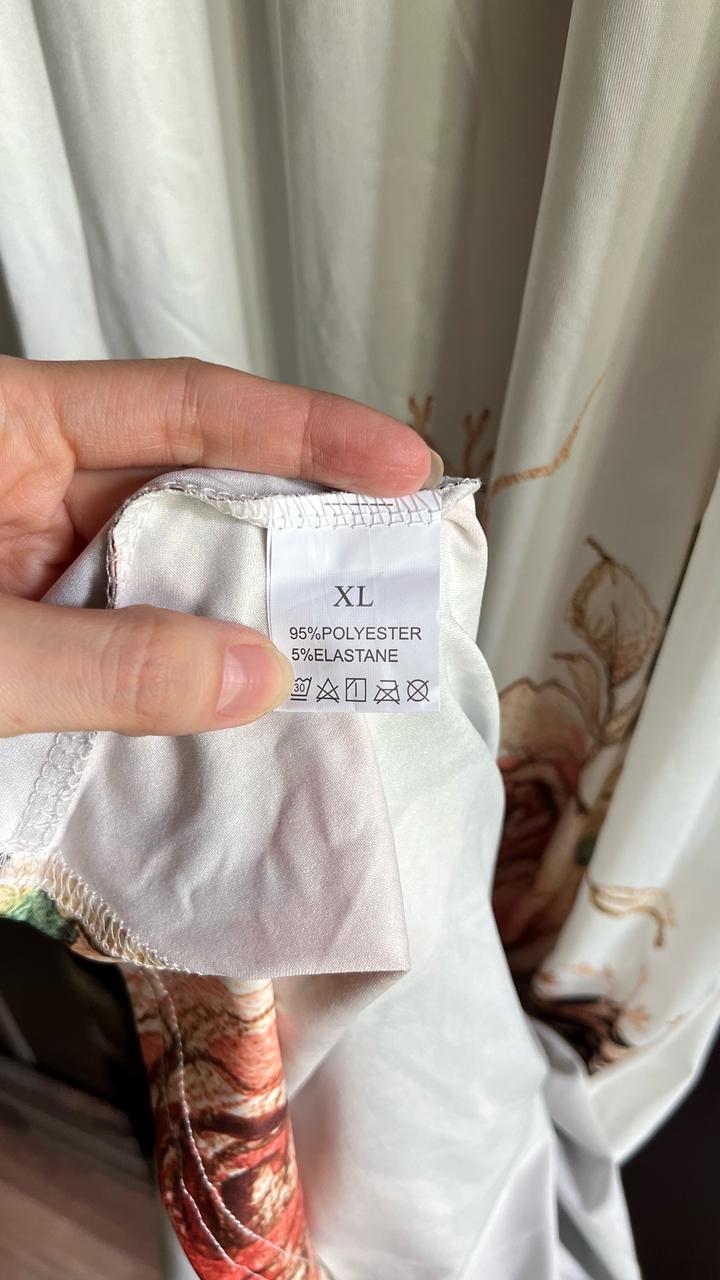 XL
95%POLYESTER
5%ELASTANE
30